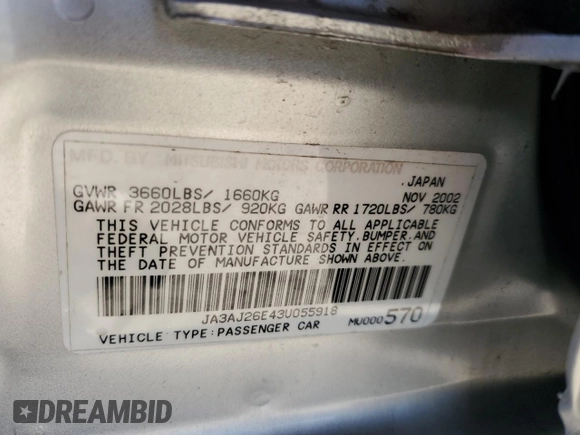 MFD. BY MITSUBISHI MOTORS CORPORATION
JAPAN
GVWR 3660LBS/ 1660KG NOV 2002
GAWR FR 2028LBS/ 920KG GAWR RR 1720LBS/ 780KG
THIS VEHICLE CONFORMS TO ALL APPLICABLE
FEDERAL MOTOR VEHICLE SAFETY, BUMPER, AND
THEFT PREVENTION STANDARDS IN EFFECT ON
THE DATE OF MANUFACTURE SHOWN ABOVE.
JA3AJ26E43U055918
VEHICLE TYPE: PASSENGER CAR MU000570
DREAMBID